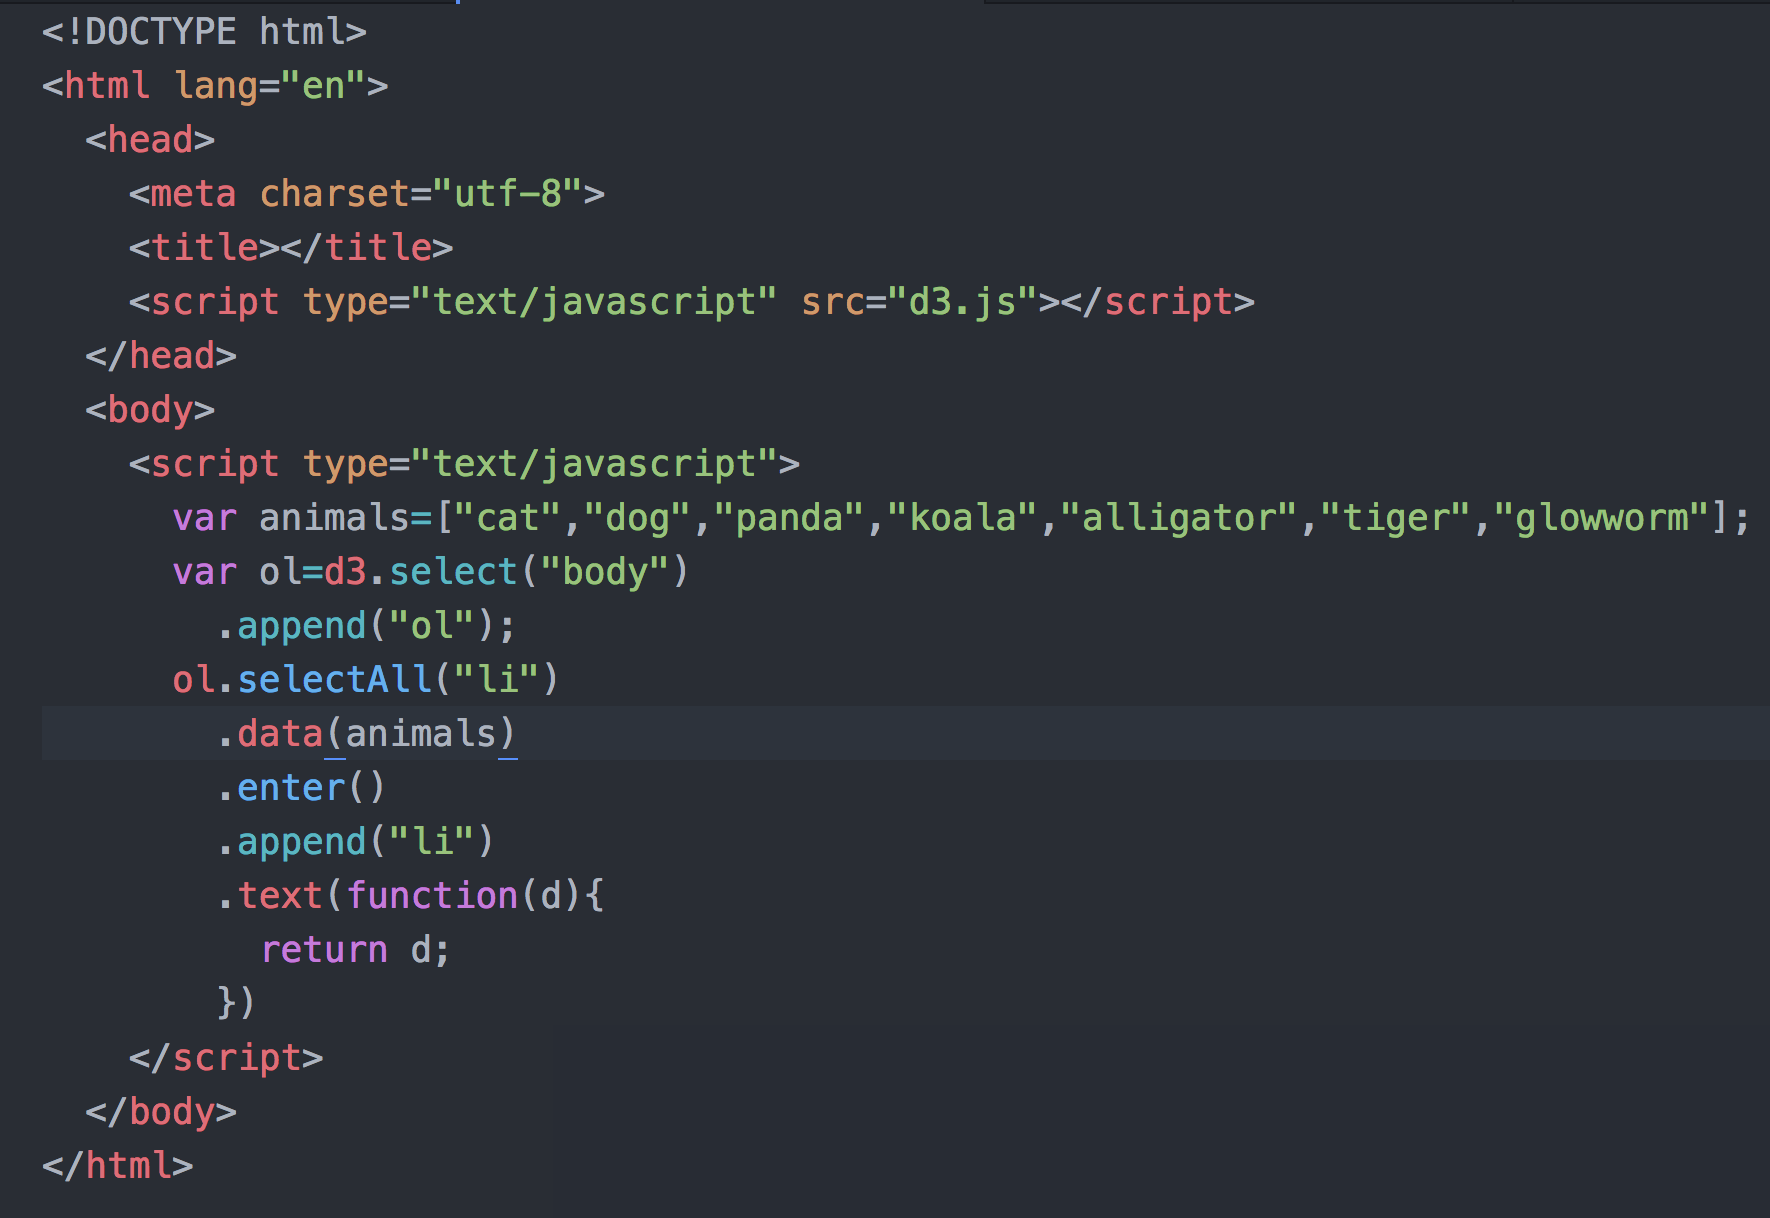 <!DOCTYPE html>
<html lang="en">
  <head>
    <meta charset="utf-8">
    <title></title>
    <script type="text/javascript" src="d3.js"></script>
  </head>
  <body>
    <script type="text/javascript">
      var animals=["cat","dog","panda","koala","alligator","tiger","glowworm"];
      var ol=d3.select("body")
        .append("ol");
      ol.selectAll("li")
        .data(animals)
        .enter()
        .append("li")
        .text(function(d){
          return d;
        })
    </script>
  </body>
</html>